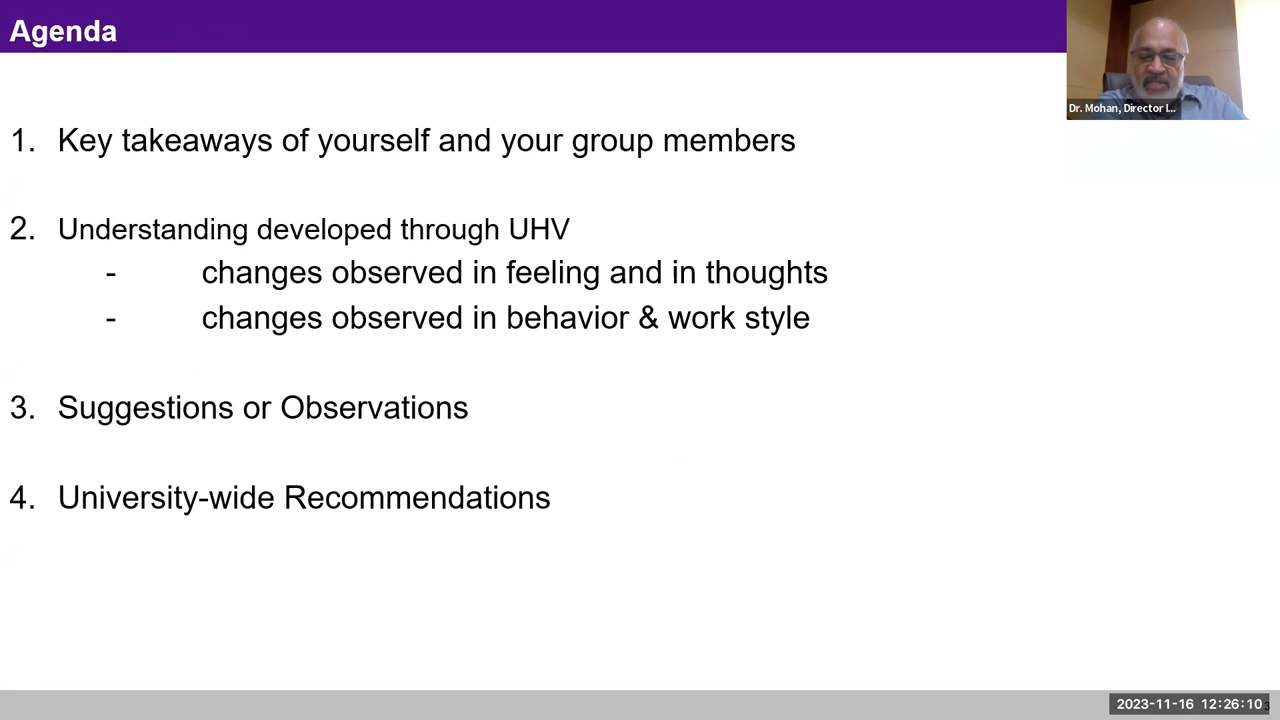 Agenda
Dr. Mohan, Director I...
1. Key takeaways of yourself and your group members
2. Understanding developed through UHV
- changes observed in feeling and in thoughts
- changes observed in behavior & work style
3. Suggestions or Observations
4. University-wide Recommendations
2023-11-16 12:26:10
3